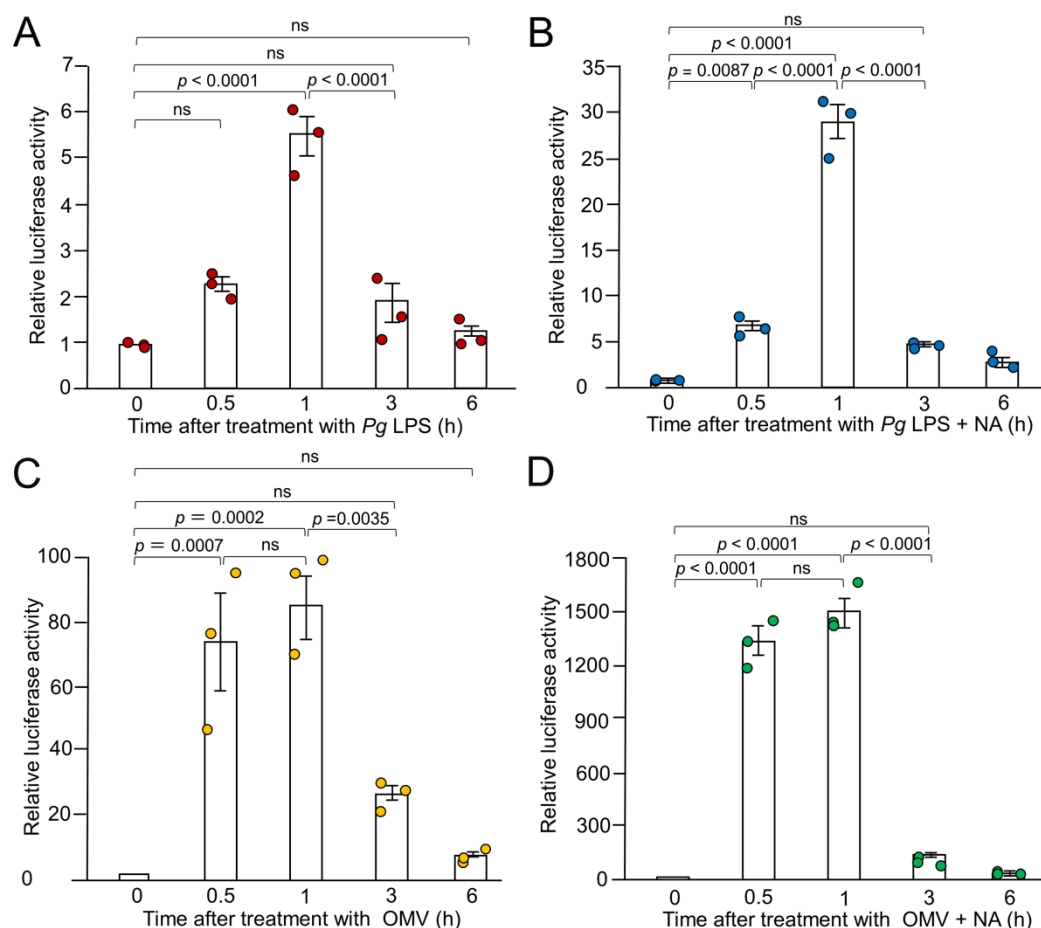 A
ns
ns
p < 0.0001
p < 0.0001
ns
7
6
5
4
3
2
1
0
Relative luciferase activity
0
0.5
1
3
6
Time after treatment with Pg LPS (h)
B
ns
p < 0.0001
p = 0.0087
p < 0.0001
p < 0.0001
35
30
25
20
15
10
5
0
Relative luciferase activity
0
0.5
1
3
6
Time after treatment with Pg LPS + NA (h)
C
ns
ns
p = 0.0002
p =0.0035
p = 0.0007
ns
100
80
60
40
20
0
Relative luciferase activity
0
0.5
1
3
6
Time after treatment with OMV (h)
D
ns
p < 0.0001
p < 0.0001
p < 0.0001
ns
1800
1500
1200
900
600
300
0
Relative luciferase activity
0
0.5
1
3
6
Time after treatment with OMV + NA (h)